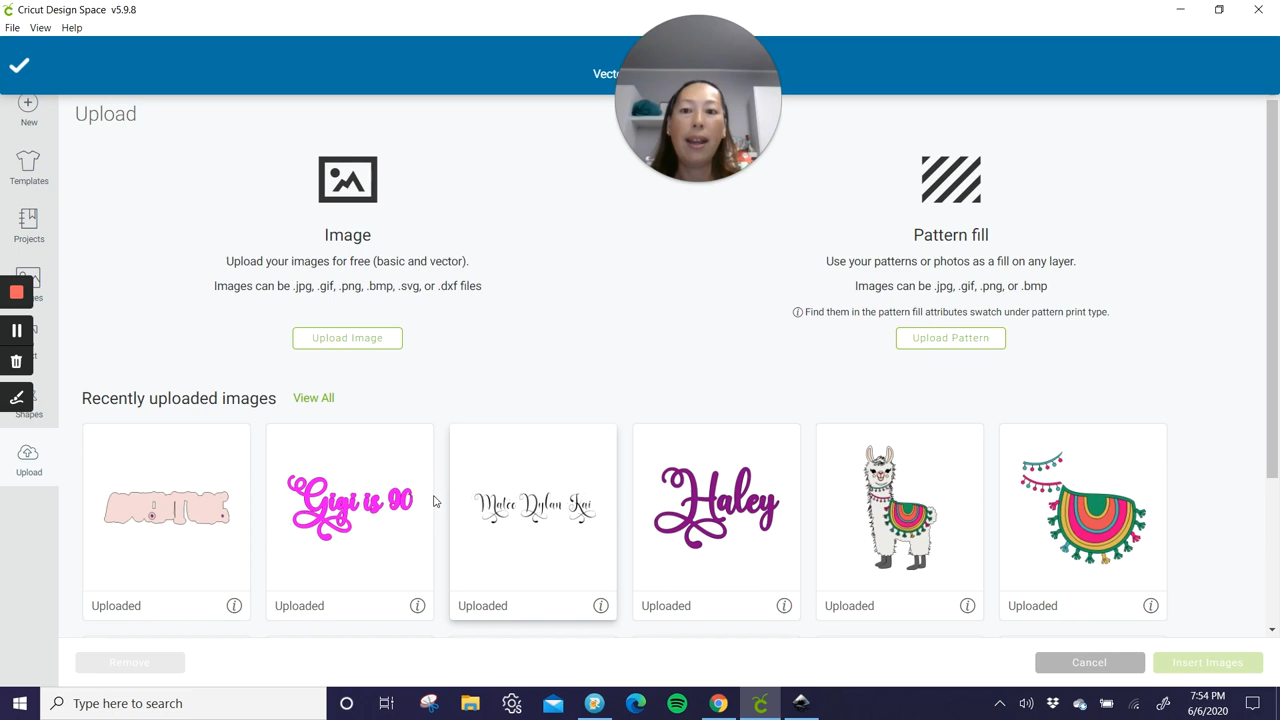 Cricut Design Space v5.9.8
File View Help
New
Upload
Templates
Projects
Shapes
Upload
Image
Upload your images for free (basic and vector).
Images can be .jpg, .gif, .png, .bmp, .svg, or .dxf files
Upload Image
Pattern fill
Use your patterns or photos as a fill on any layer.
Images can be .jpg, .gif, .png, or .bmp
Find them in the pattern fill attributes swatch under pattern print type.
Upload Pattern
Recently uploaded images View All
Gigi is 90
Dylan Kai
Haley
Uploaded
Uploaded
Uploaded
Uploaded
Uploaded
Uploaded
Remove
Cancel
Insert Images
Type here to search
7:54 PM
6/6/2020